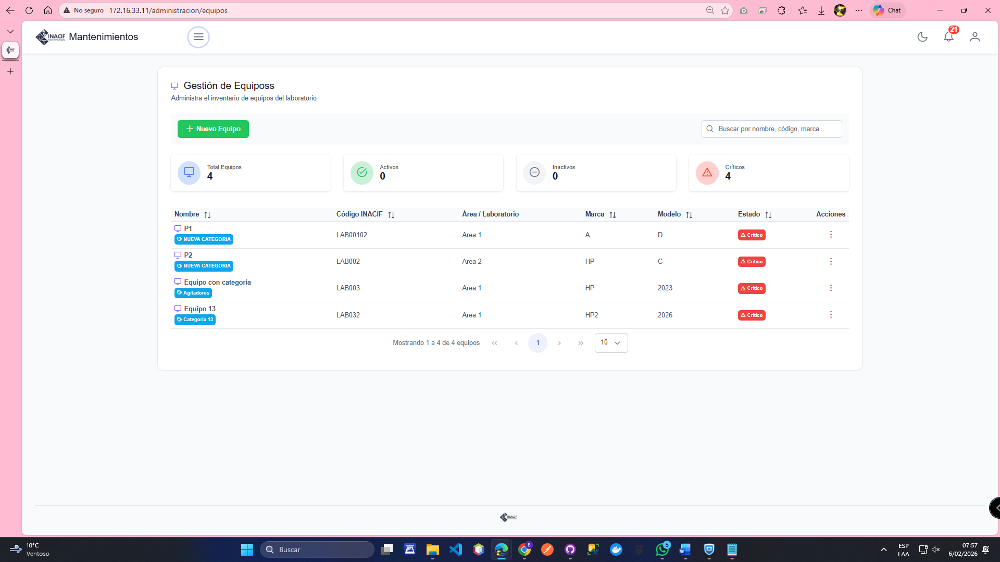 No seguro 172.16.33.11/administracion/equipos
Chat
INACIF Mantenimientos
21
Gestión de Equiposs
Administra el inventario de equipos del laboratorio
Nuevo Equipo
Buscar por nombre, código, marca...
Total Equipos
4
Activos
0
Inactivos
0
Críticos
4
Nombre Código INACIF Área / Laboratorio Marca Modelo Estado Acciones
P1
NUEVA CATEGORIA
LAB00102 Area 1 A D Crítico
P2
NUEVA CATEGORIA
LAB002 Area 2 HP C Crítico
Equipo con categoria
Agitadores
LAB003 Area 1 HP 2023 Crítico
Equipo 13
Categoria 13
LAB032 Area 1 HP2 2026 Crítico
Mostrando 1 a 4 de 4 equipos « ‹ 1 › » 10
INACIF
10°C
Ventoso
Buscar
B
5
ESP
LAA
07:57
6/02/2026